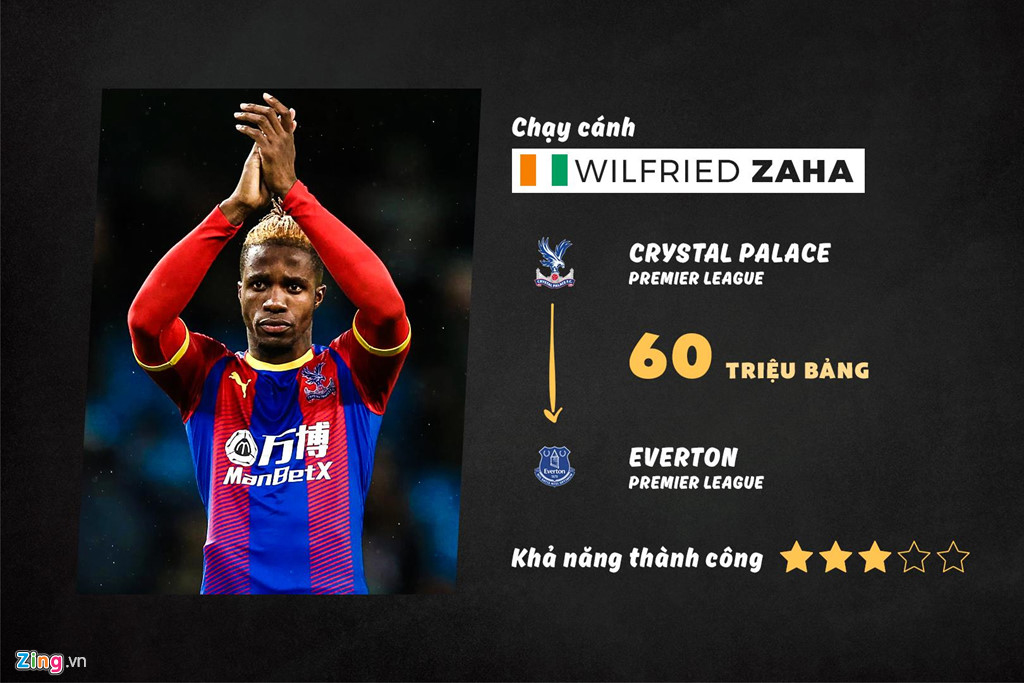 Chạy cánh
WILFRIED ZAHA
CRYSTAL PALACE
PREMIER LEAGUE
60 TRIỆU BẢNG
Everton
EVERTON
PREMIER LEAGUE
Khả năng thành công
万博
ManBetX
Zing.vn